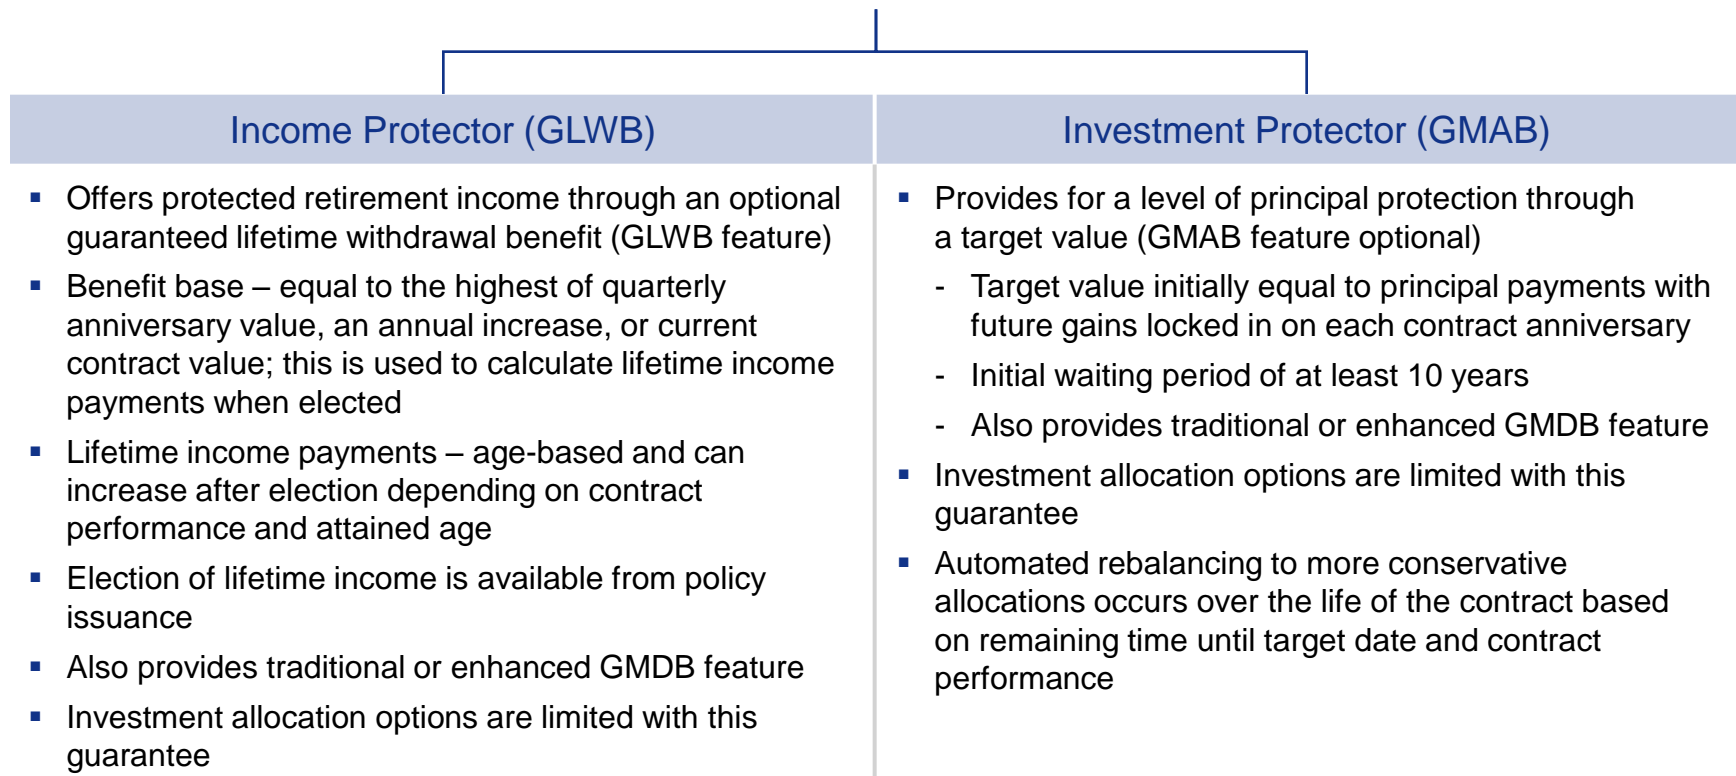 Income Protector (GLWB)
▪ Offers protected retirement income through an optional
guaranteed lifetime withdrawal benefit (GLWB feature)
▪ Benefit base – equal to the highest of quarterly
anniversary value, an annual increase, or current
contract value; this is used to calculate lifetime income
payments when elected
▪ Lifetime income payments – age-based and can
increase after election depending on contract
performance and attained age
▪ Election of lifetime income is available from policy
issuance
▪ Also provides traditional or enhanced GMDB feature
▪ Investment allocation options are limited with this
guarantee
Investment Protector (GMAB)
▪ Provides for a level of principal protection through
a target value (GMAB feature optional)
- Target value initially equal to principal payments with
future gains locked in on each contract anniversary
- Initial waiting period of at least 10 years
- Also provides traditional or enhanced GMDB feature
▪ Investment allocation options are limited with this
guarantee
▪ Automated rebalancing to more conservative
allocations occurs over the life of the contract based
on remaining time until target date and contract
performance